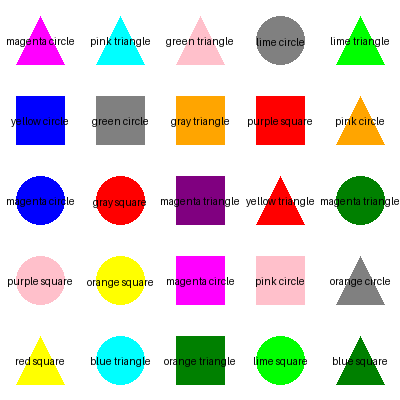 magenta circle
pink triangle
green triangle
lime circle
lime triangle
yellow circle
green circle
gray triangle
purple square
pink circle
magenta circle
gray square
magenta triangle
yellow triangle
magenta triangle
purple square
orange square
magenta circle
pink circle
orange circle
red square
blue triangle
orange triangle
lime square
blue square